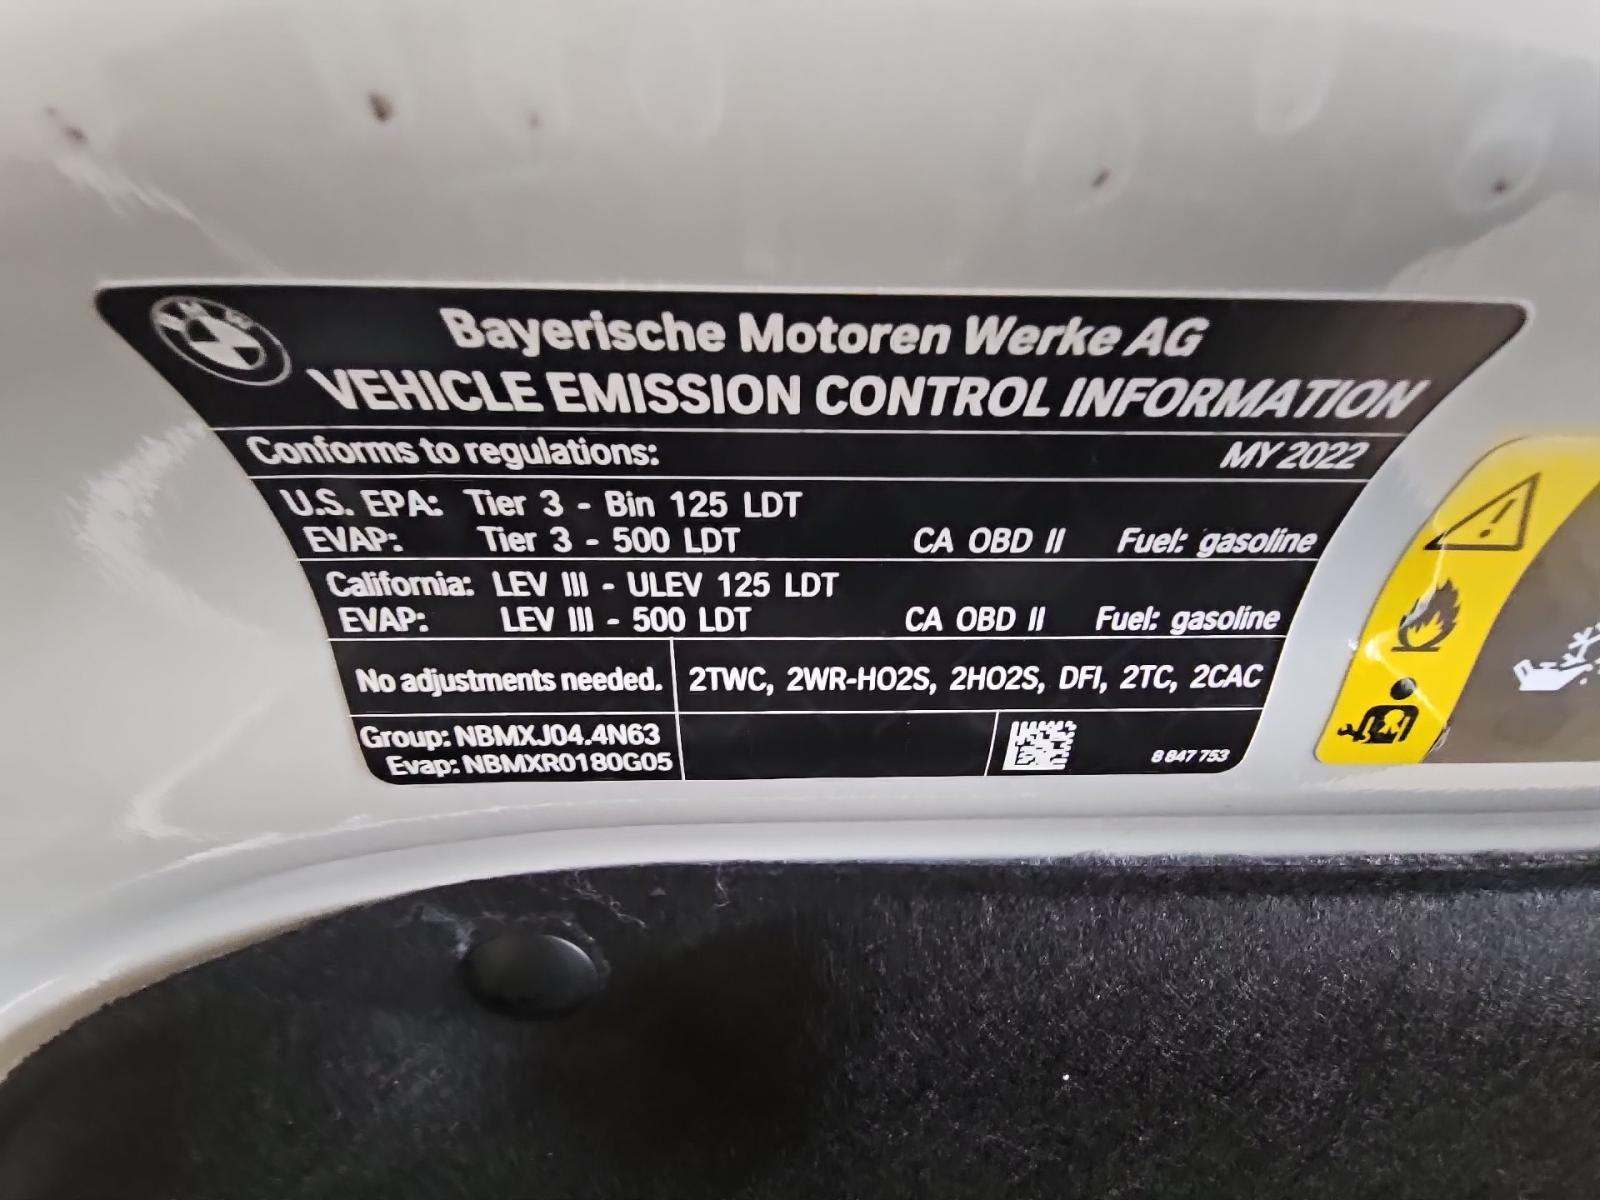 BMW
Bayerische Motoren Werke AG
VEHICLE EMISSION CONTROL INFORMATION
Conforms to regulations: MY 2022
U.S. EPA: Tier 3 - Bin 125 LDT
EVAP: Tier 3 - 500 LDT CA OBD II Fuel: gasoline
California: LEV III - ULEV 125 LDT
EVAP: LEV III - 500 LDT CA OBD II Fuel: gasoline
No adjustments needed. 2TWC, 2WR-HO2S, 2HO2S, DFI, 2TC, 2CAC
Group: NBMXJ04.4N63
Evap: NBMXR0180G05
8 847 753